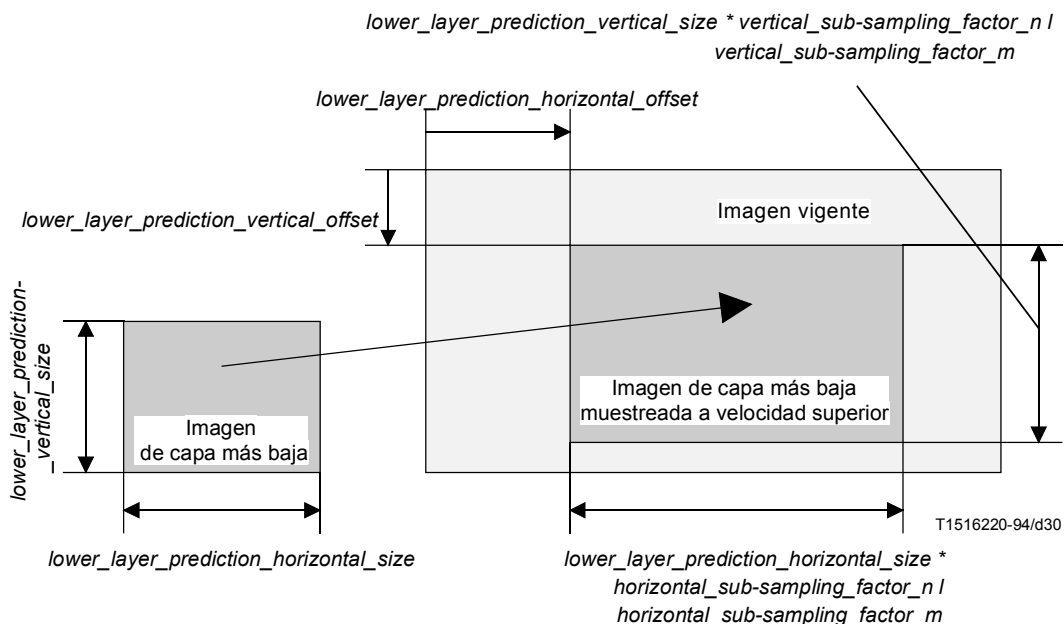 lower_layer_prediction_vertical_size * vertical_sub-sampling_factor_n /
vertical_sub-sampling_factor_m
lower_layer_prediction_horizontal_offset
lower_layer_prediction_vertical_offset
Imagen vigente
lower_layer_prediction-
_vertical_size
Imagen
de capa más baja
Imagen de capa más baja
muestreada a velocidad superior
T1516220-94/d30
lower_layer_prediction_horizontal_size
lower_layer_prediction_horizontal_size *
horizontal_sub-sampling_factor_n /
horizontal_sub-sampling_factor_m